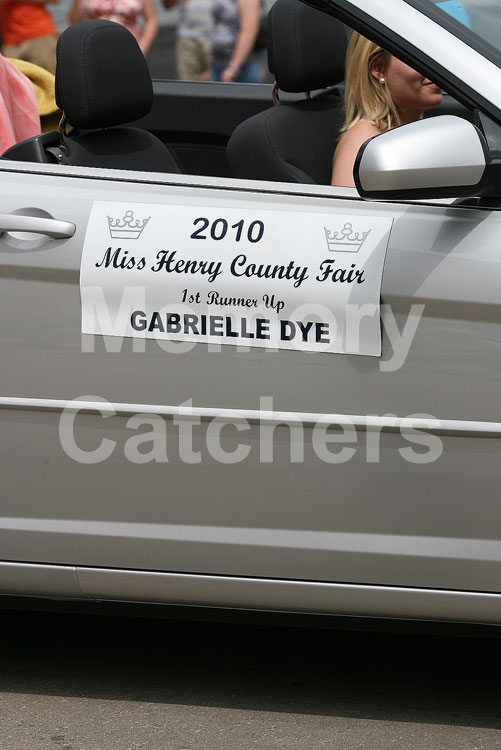 2010
Miss Henry County Fair
1st Runner Up
GABRIELLE DYE
Memory
Catchers